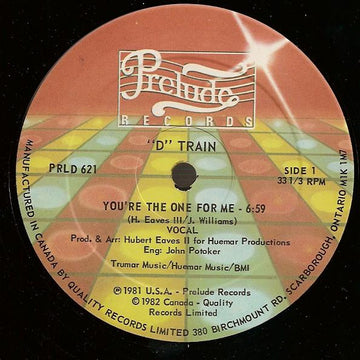 Prelude
RECORDS
"D" TRAIN
PRLD 621
SIDE 1
33 1/3 RPM
YOU'RE THE ONE FOR ME - 6:59
(H. Eaves III/J. Williams)
VOCAL
Prod. & Arr: Hubert Eaves II for Huemar Productions
Eng: John Potoker
Trumar Music/Huemar Music/BMI
℗ 1981 U.S.A. - Prelude Records
© 1982 Canada - Quality
Records Limited
MANUFACTURED IN CANADA BY QUALITY RECORDS LIMITED 380 BIRCHMOUNT RD. SCARBOROUGH, ONTARIO M1K 1M7